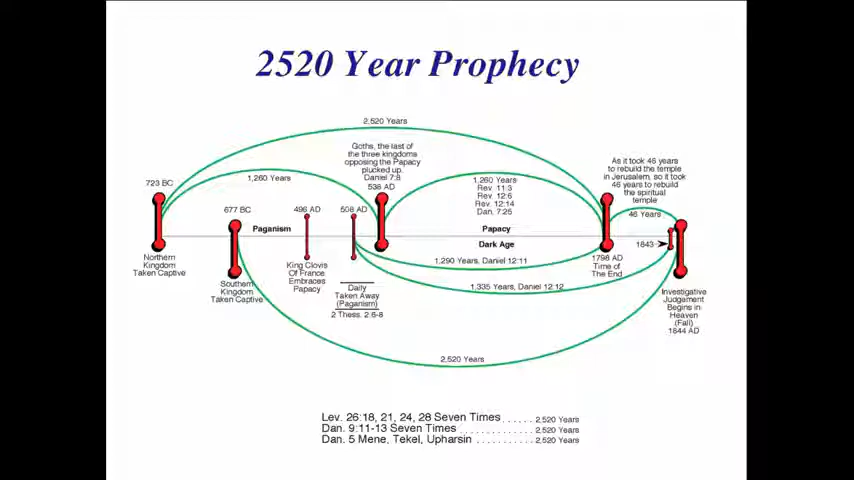 2520 Year Prophecy
2,520 Years
Goths, the last of
the three kingdoms
opposing the Papacy
plucked up.
Daniel 7:8
538 AD
As it took 46 years
to rebuild the temple
in Jerusalem, so it took
46 years to rebuild
the spiritual
temple
46 Years
723 BC
1,260 Years
1,260 Years
Rev. 11:3
Rev. 12:6
Rev. 12:14
Dan. 7:25
677 BC
496 AD
508 AD
Paganism
Papacy
Dark Age
1843
Northern
Kingdom
Taken Captive
Southern
Kingdom
Taken Captive
King Clovis
Of France
Embraces
Papacy
Daily
Taken Away
(Paganism)
2 Thess. 2:6-8
1,290 Years, Daniel 12:11
1,335 Years, Daniel 12:12
1798 AD
Time of
The End
Investigative
Judgement
Begins in
Heaven
(Fall)
1844 AD
2,520 Years
Lev. 26:18, 21, 24, 28 Seven Times ...... 2,520 Years
Dan. 9:11-13 Seven Times .................. 2,520 Years
Dan. 5 Mene, Tekel, Upharsin ............ 2,520 Years